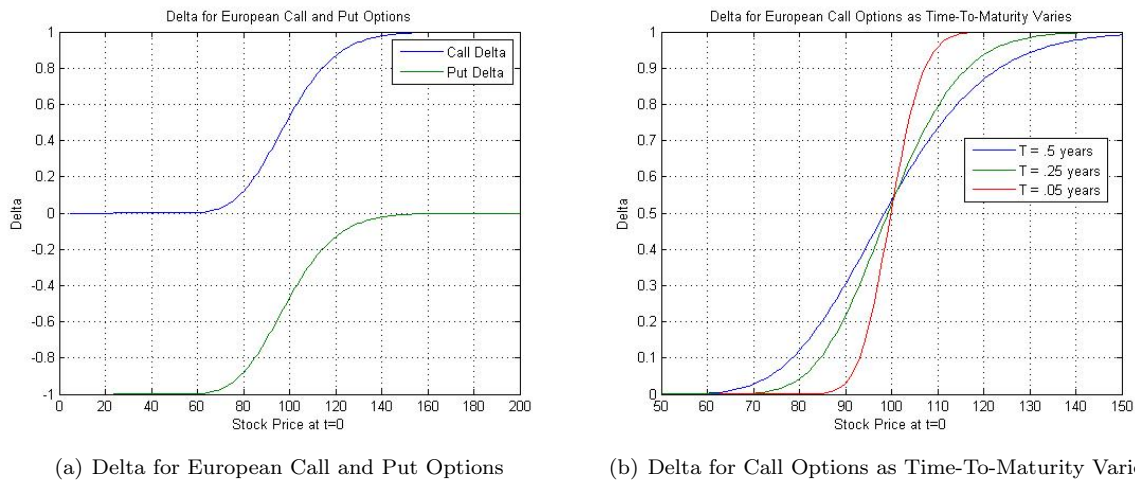 Delta for European Call and Put Options
1
0.8
0.6
0.4
0.2
0
-0.2
-0.4
-0.6
-0.8
-1
Delta
Call Delta
Put Delta
0 20 40 60 80 100 120 140 160 180 200
Stock Price at t=0
(a) Delta for European Call and Put Options
Delta for European Call Options as Time-To-Maturity Varies
1
0.9
0.8
0.7
0.6
0.5
0.4
0.3
0.2
0.1
0
Delta
T = .5 years
T = .25 years
T = .05 years
50 60 70 80 90 100 110 120 130 140 150
Stock Price at t=0
(b) Delta for Call Options as Time-To-Maturity Vari